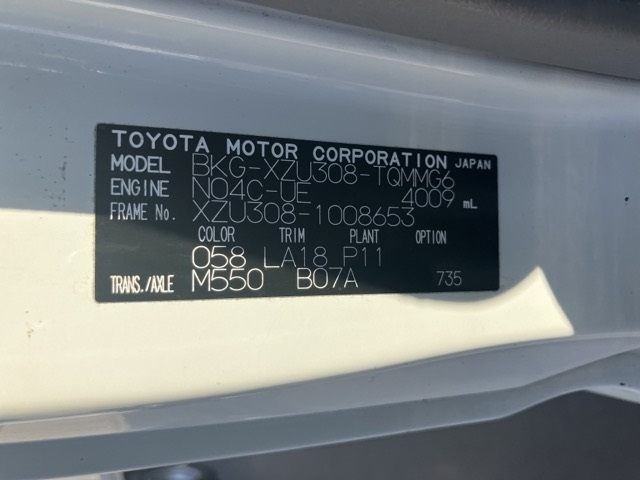 TOYOTA MOTOR CORPORATION JAPAN
MODEL BKG-XZU308-TQMMG6
ENGINE N04C-UE 4009 mL
FRAME No. XZU308-1008653
COLOR TRIM PLANT OPTION
058 LA18 P11
TRANS./AXLE M550 B07A 735